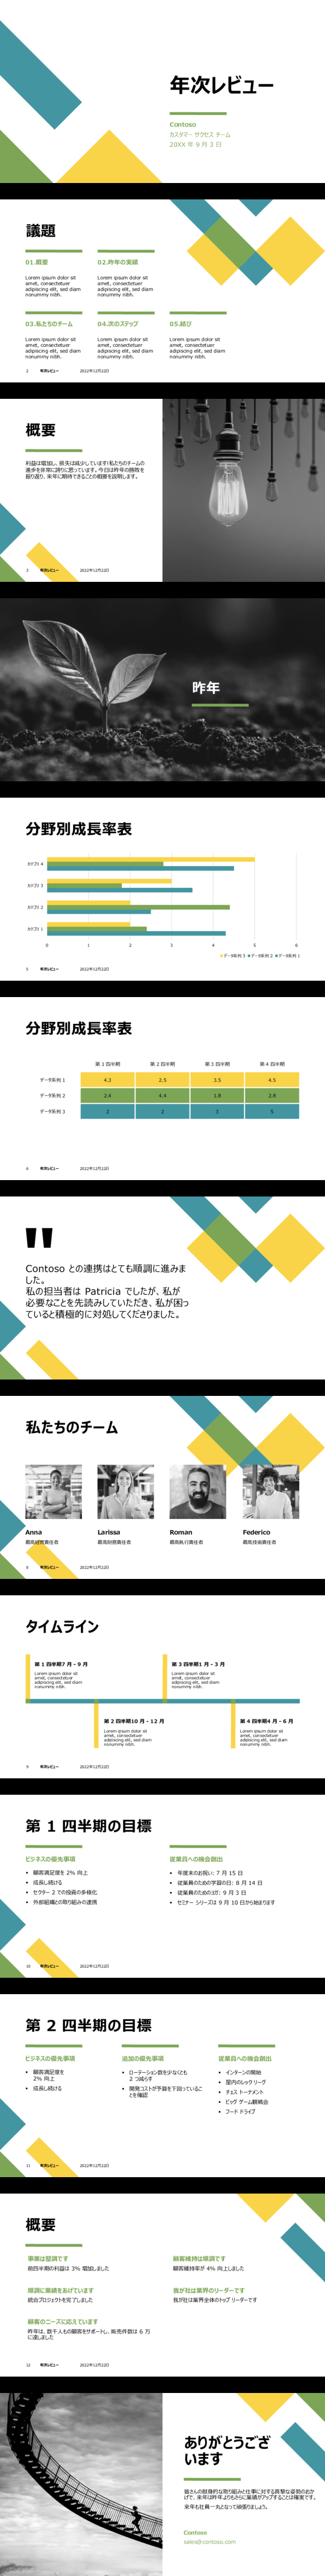 年次レビュー
Contoso
カスタマー サクセス チーム
20XX 年 9 月 3 日
議題
01.概要
02.昨年の実績
Lorem ipsum dolor sit
amet, consectetuer
adipiscing elit, sed diam
nonummy nibh.
Lorem ipsum dolor sit
amet, consectetuer
adipiscing elit, sed diam
nonummy nibh.
03.私たちのチーム
04.次のステップ
05.結び
Lorem ipsum dolor sit
amet, consectetuer
adipiscing elit, sed diam
nonummy nibh.
Lorem ipsum dolor sit
amet, consectetuer
adipiscing elit, sed diam
nonummy nibh.
Lorem ipsum dolor sit
amet, consectetuer
adipiscing elit, sed diam
nonummy nibh.
2 年次レビュー 2022年12月22日
概要
利益は増加し、損失は減少しています!私たちのチームの
進歩を非常に誇りに思っています。今日は昨年の勝敗を
振り返り、来年に期待できることの概要を説明します。
3 年次レビュー 2022年12月22日
昨年
分野別成長率表
カテゴリ 4
カテゴリ 3
カテゴリ 2
カテゴリ 1
0 1 2 3 4 5 6
データ系列 3 データ系列 2 データ系列 1
5 年次レビュー 2022年12月22日
分野別成長率表
第 1 四半期 第 2 四半期 第 3 四半期 第 4 四半期
データ系列 1 4.3 2.5 3.5 4.5
データ系列 2 2.4 4.4 1.8 2.8
データ系列 3 2 2 3 5
6 年次レビュー 2022年12月22日
"
Contoso との連携はとても順調に進みま
した。
私の担当者は Patricia でしたが、私が
必要なことを先読みしていただき、私が困っ
ていると積極的に対処してくださりました。
私たちのチーム
Anna
Larissa
Roman
Federico
最高経営責任者
最高財務責任者
最高執行責任者
最高技術責任者
8 年次レビュー 2022年12月22日
タイムライン
第 1 四半期7 月 – 9 月
Lorem ipsum dolor sit
amet, consectetuer
adipiscing elit, sed diam
nonummy nibh.
第 3 四半期1 月 – 3 月
Lorem ipsum dolor sit
amet, consectetuer
adipiscing elit, sed diam
nonummy nibh.
第 2 四半期10 月 – 12 月
Lorem ipsum dolor sit
amet, consectetuer
adipiscing elit, sed diam
nonummy nibh.
第 4 四半期4 月 – 6 月
Lorem ipsum dolor sit
amet, consectetuer
adipiscing elit, sed diam
nonummy nibh.
9 年次レビュー 2022年12月22日
第 1 四半期の目標
ビジネスの優先事項
• 顧客満足度を 2% 向上
• 成長し続ける
• セクター 2 での投資の多様化
• 外部組織との取り組みの連携
従業員への機会創出
• 年度末のお祝い: 7 月 15 日
• 従業員のための学習の日: 8 月 14 日
• 従業員のためのヨガ: 9 月 3 日
• セミナー シリーズは 9 月 10 日から始まります
10 年次レビュー 2022年12月22日
第 2 四半期の目標
ビジネスの優先事項
• 顧客満足度を
2% 向上
• 成長し続ける
追加の優先事項
• ローテーション数を少なくとも
2 つ減らす
• 開発コストが予算を下回っているこ
とを確認
従業員への機会創出
• インターンの開始
• 屋内のレック リーグ
• チェス トーナメント
• ビッグ ゲーム観戦会
• フード ドライブ
11 年次レビュー 2022年12月22日
概要
事業は堅調です
前四半期の利益は 3% 増加しました
順調に業績をあげています
統合プロジェクトを完了しました
顧客のニーズに応えています
昨年は、数千人もの顧客をサポートし、販売件数は 6 万
に達しました
顧客維持は順調です
顧客維持率が 4% 向上しました
我が社は業界のリーダーです
我が社は業界全体のトップ リーダーです
12 年次レビュー 2022年12月22日
ありがとうござ
います
皆さんの献身的な取り組みと仕事に対する真摯な姿勢のおか
げで、来年は昨年よりもさらに業績がアップすることは確実です。
来年も社員一丸となって頑張りましょう。
Contoso
sales@contoso.com